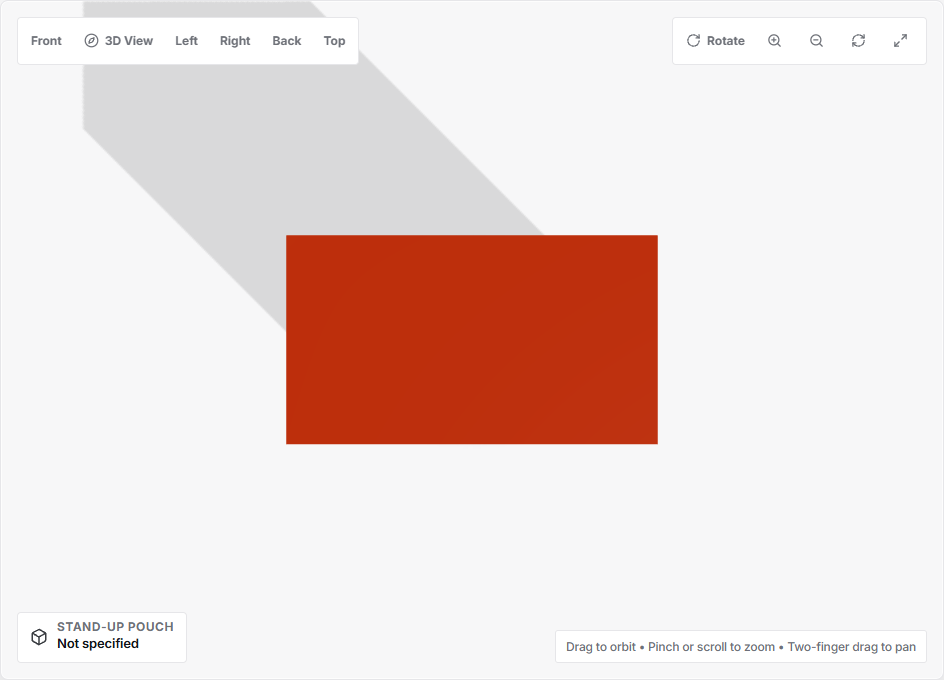 Front 3D View Left Right Back Top Rotate
STAND-UP POUCH
Not specified
Drag to orbit • Pinch or scroll to zoom • Two-finger drag to pan